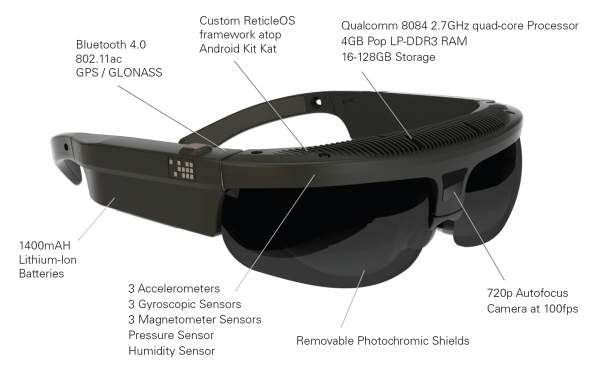 Custom ReticleOS
framework atop
Android Kit Kat
Qualcomm 8084 2.7GHz quad-core Processor
4GB Pop LP-DDR3 RAM
16-128GB Storage
Bluetooth 4.0
802.11ac
GPS / GLONASS
1400mAH
Lithium-Ion
Batteries
3 Accelerometers
3 Gyroscopic Sensors
3 Magnetometer Sensors
Pressure Sensor
Humidity Sensor
Removable Photochromic Shields
720p Autofocus
Camera at 100fps